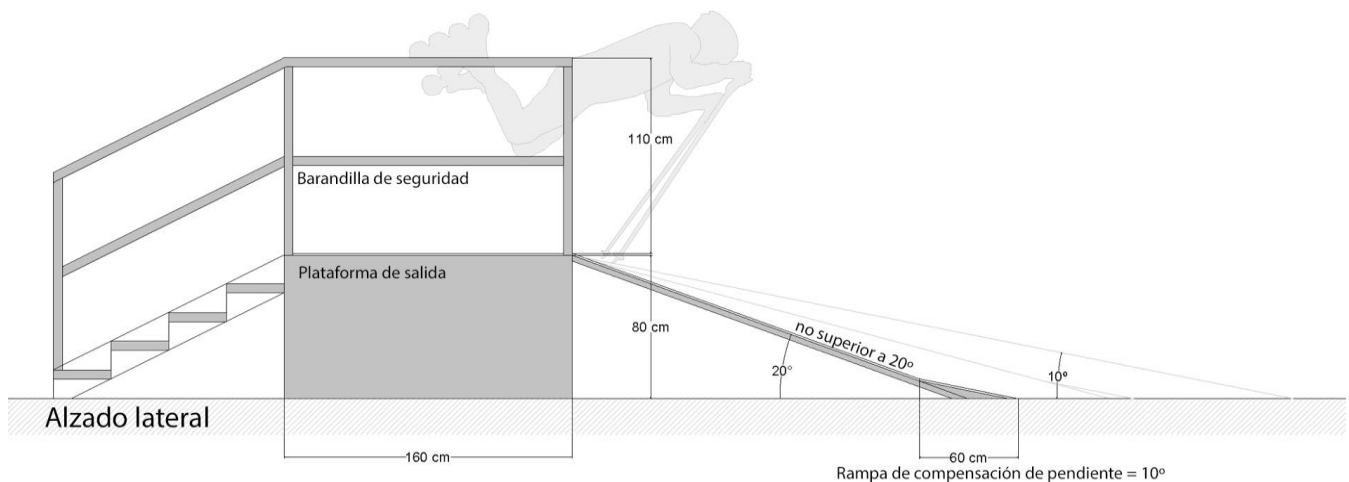 110 cm
Barandilla de seguridad
Plataforma de salida
80 cm
no superior a 20º
20º
10º
Alzado lateral
160 cm
60 cm
Rampa de compensación de pendiente = 10º